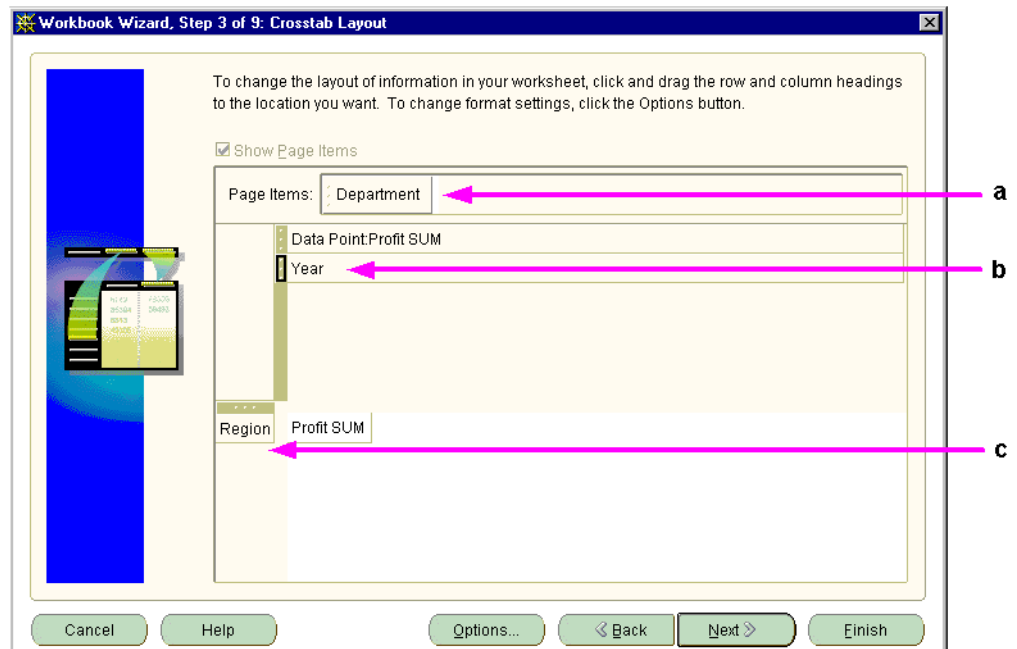 Workbook Wizard, Step 3 of 9: Crosstab Layout
To change the layout of information in your worksheet, click and drag the row and column headings
to the location you want. To change format settings, click the Options button.
Show Page Items
Page Items: Department
a
Data Point:Profit SUM
Year
b
Region Profit SUM
c
Cancel Help Options... Back Next Finish